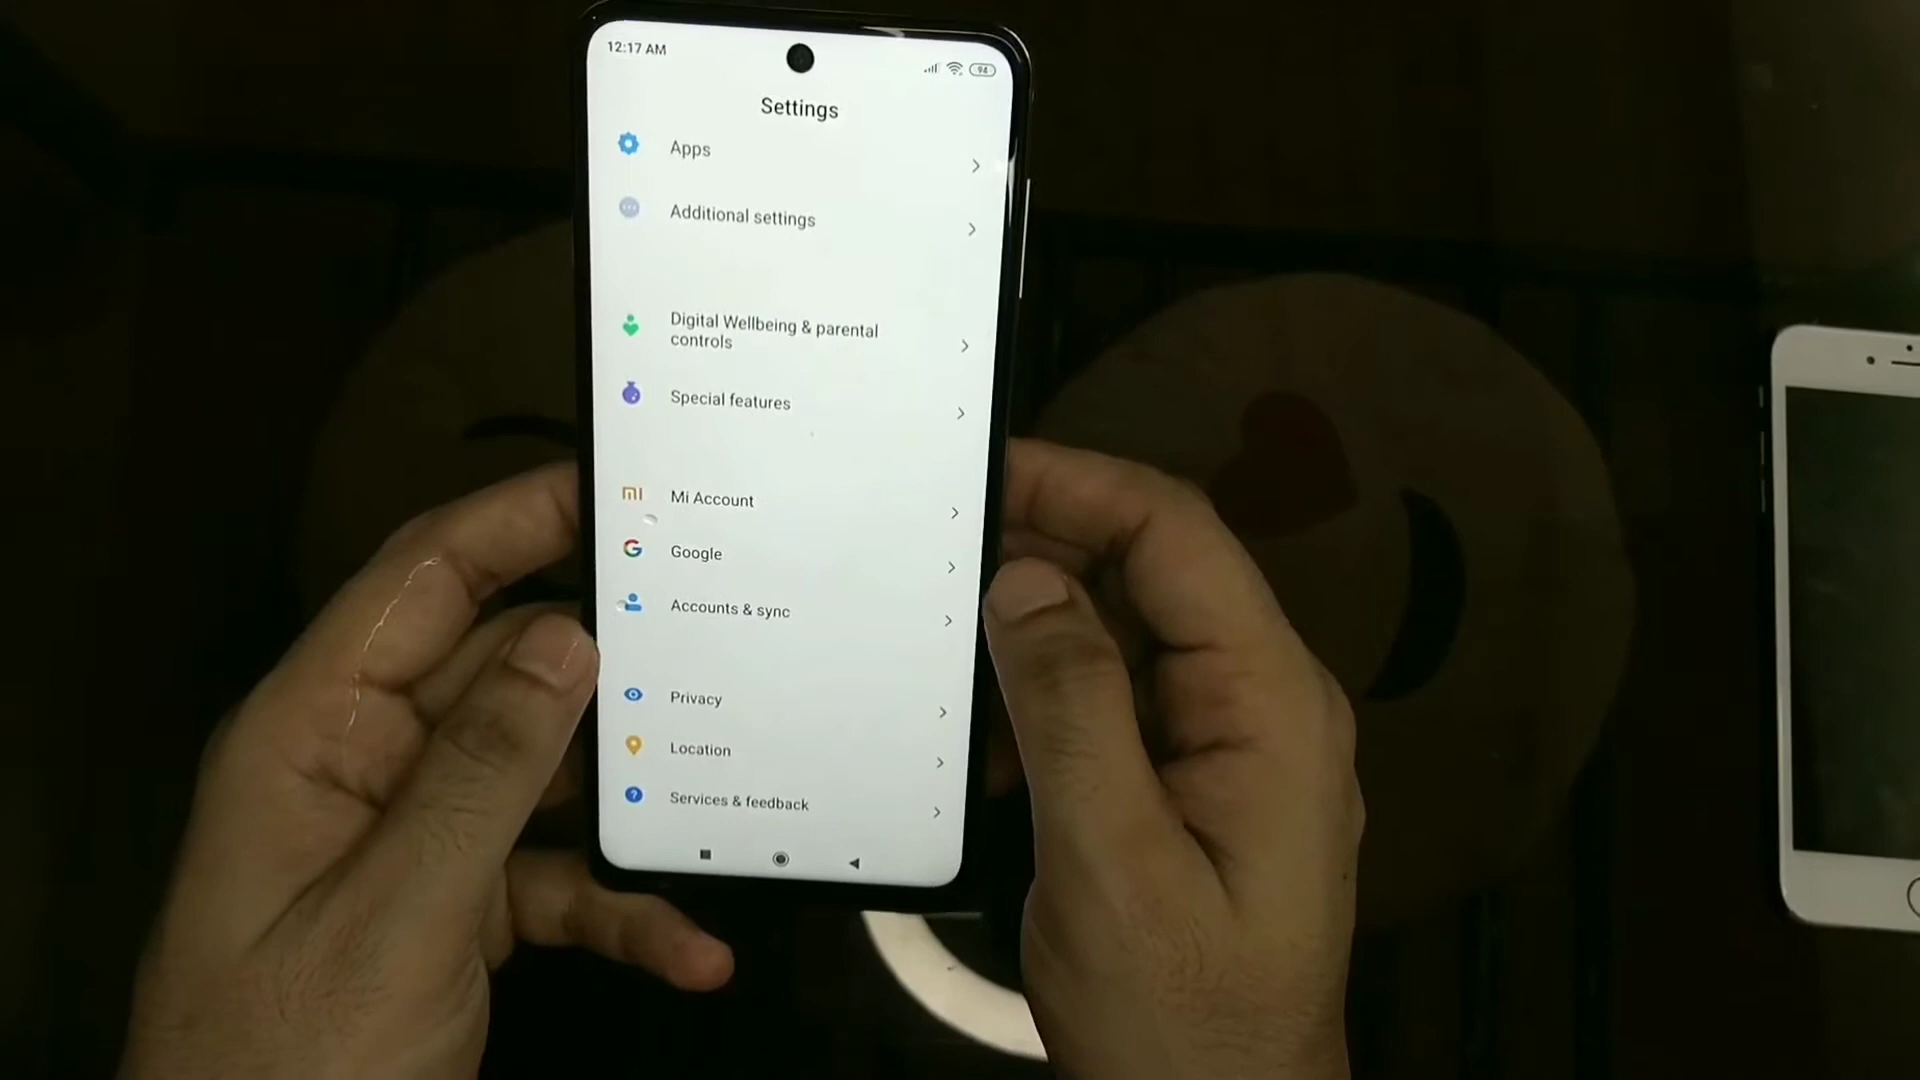 12:17 AM
94
Settings
Apps
Additional settings
Digital Wellbeing & parental
controls
Special features
Mi Account
Google
Accounts & sync
Privacy
Location
Services & feedback